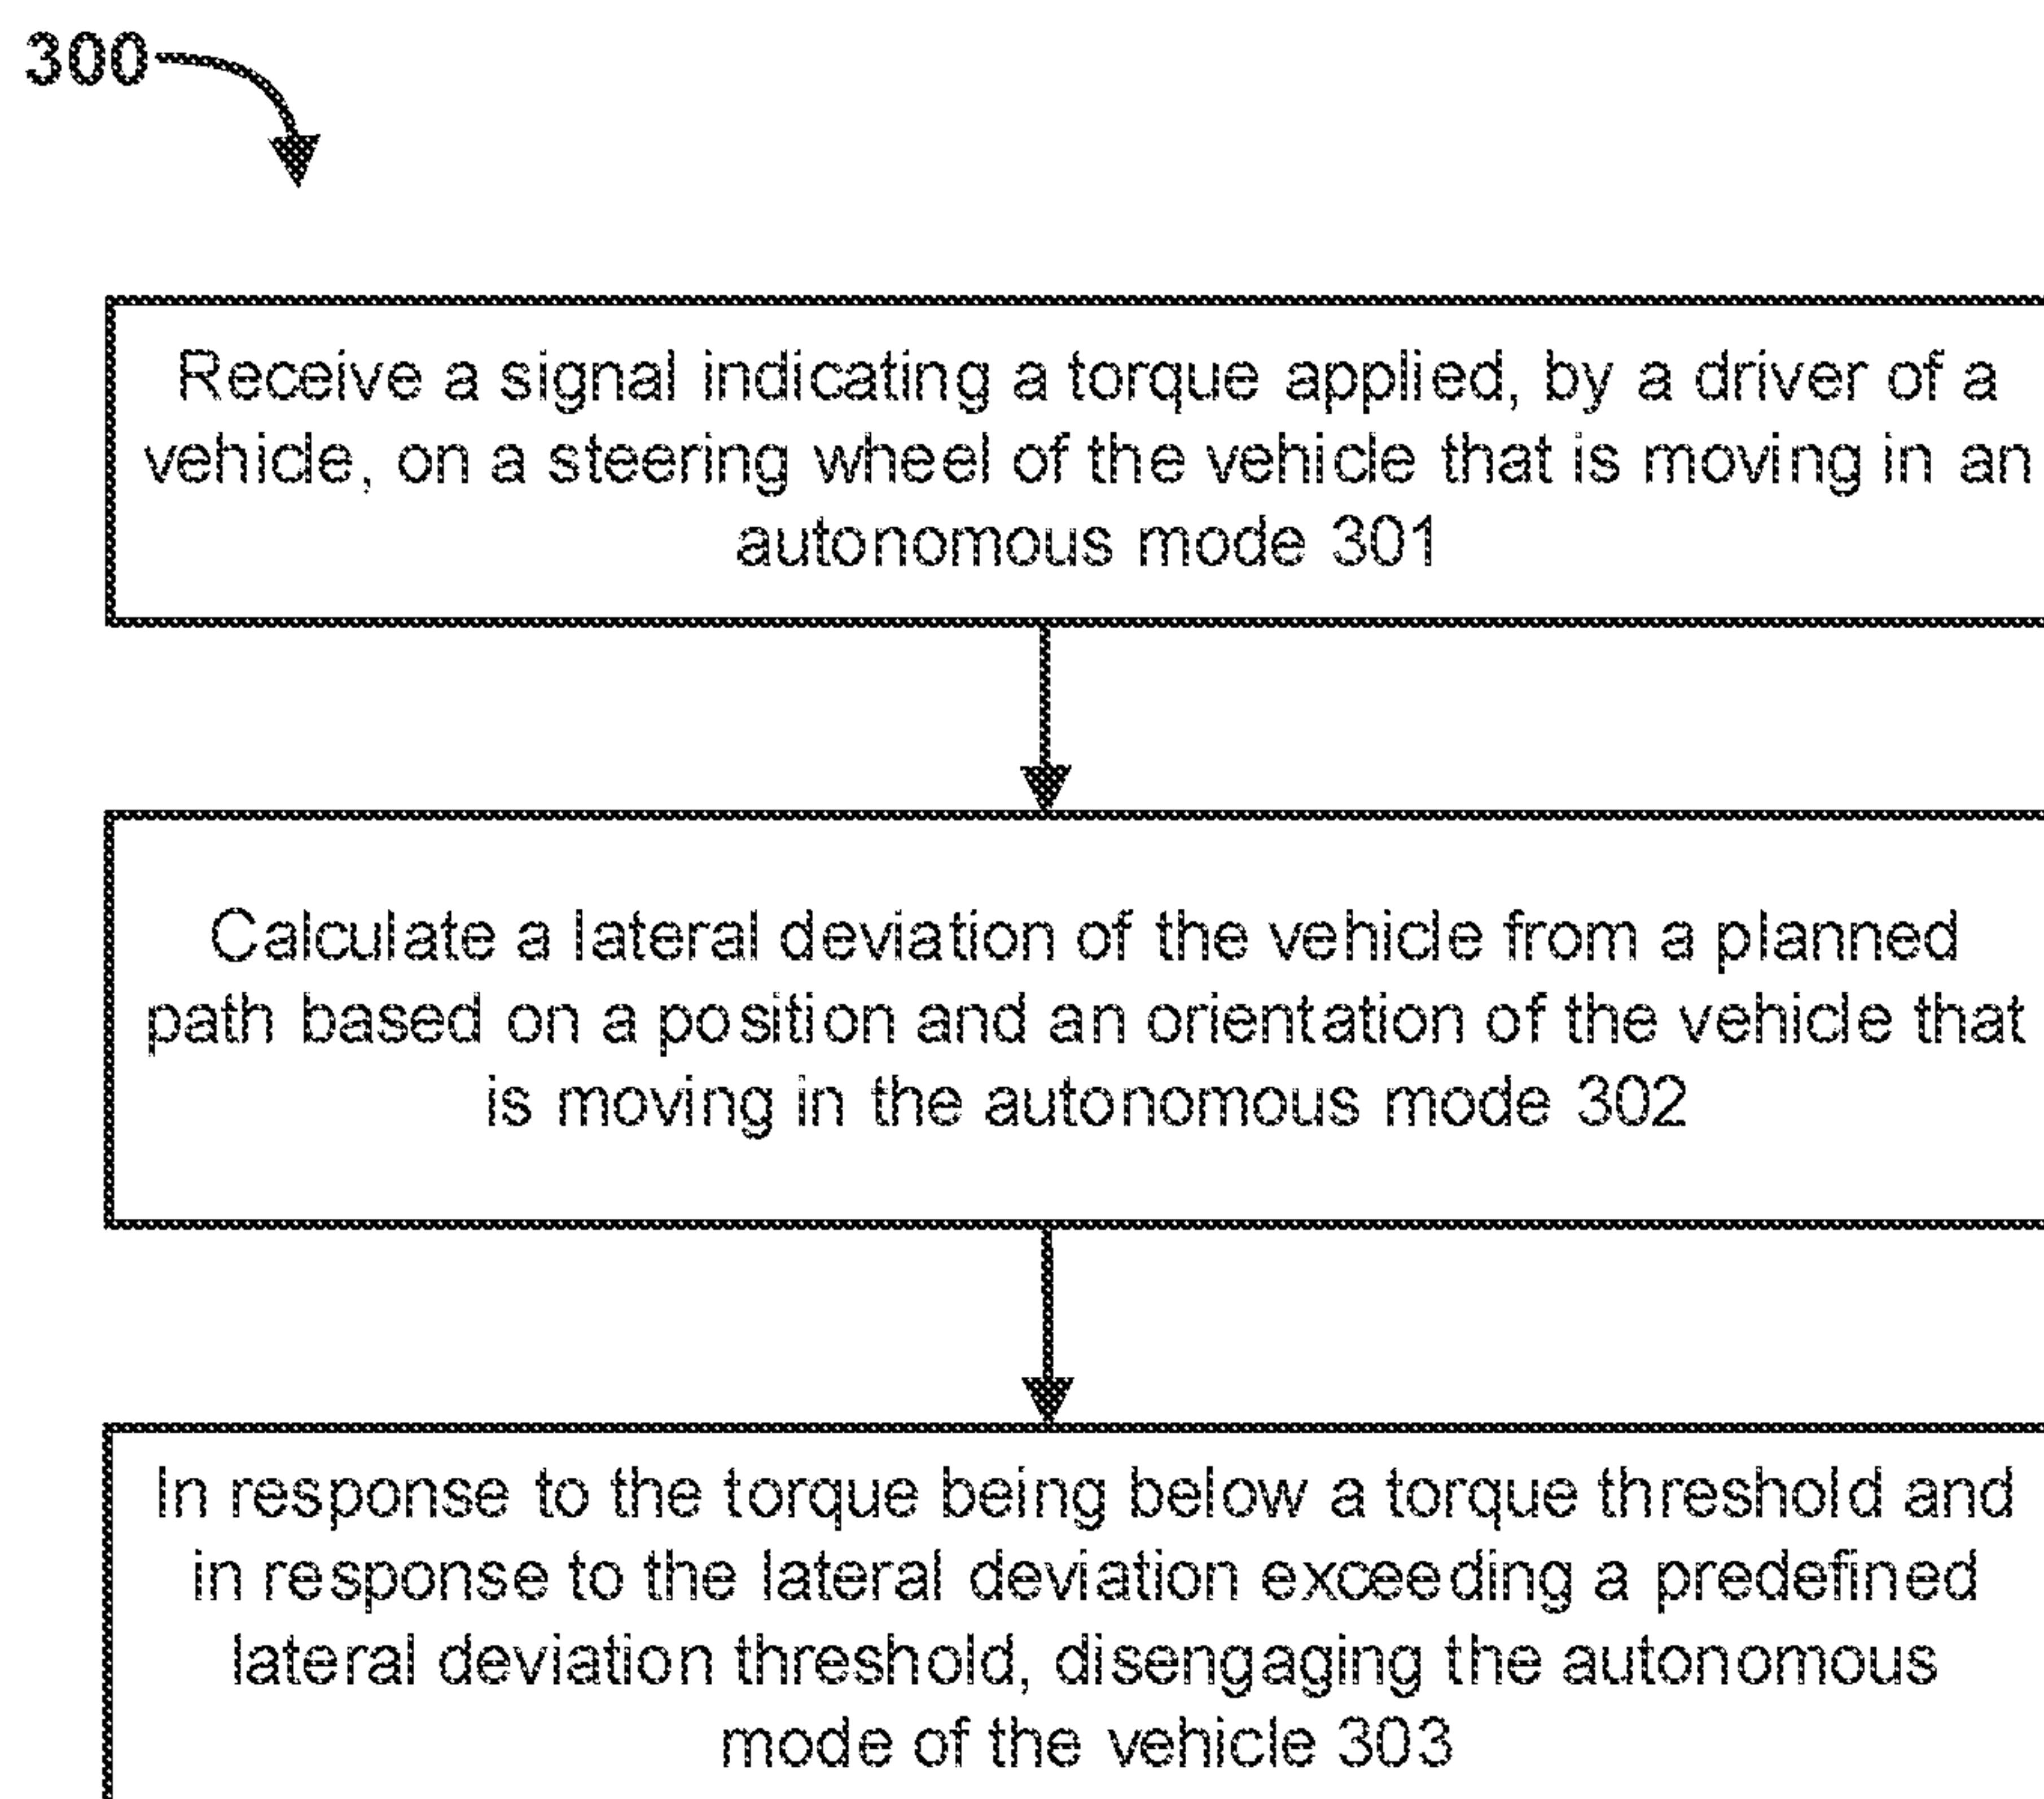 300
Receive a signal indicating a torque applied, by a driver of a
vehicle, on a steering wheel of the vehicle that is moving in an
autonomous mode 301
Calculate a lateral deviation of the vehicle from a planned
path based on a position and an orientation of the vehicle that
is moving in the autonomous mode 302
In response to the torque being below a torque threshold and
in response to the lateral deviation exceeding a predefined
lateral deviation threshold, disengaging the autonomous
mode of the vehicle 303